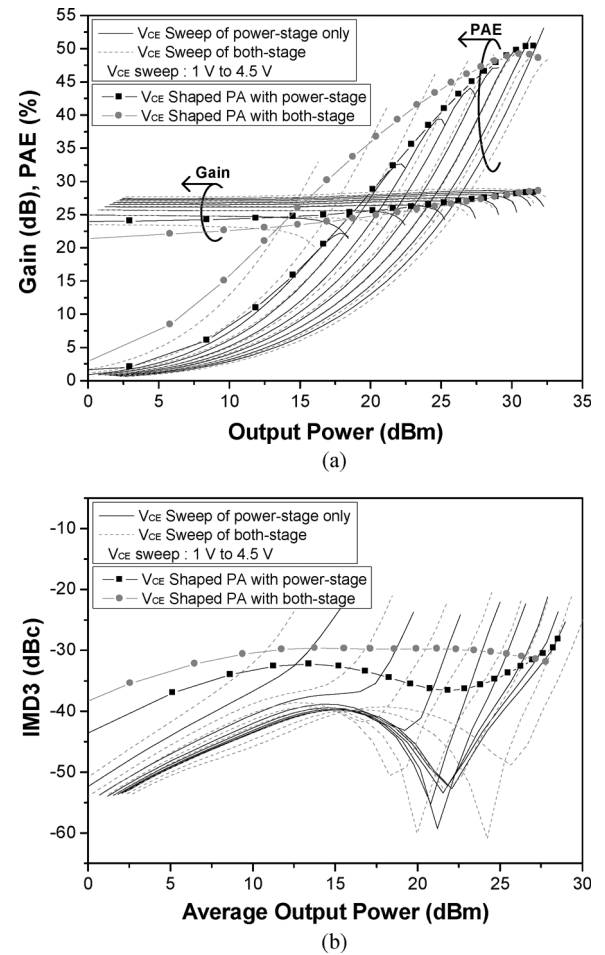 Gain (dB), PAE (%)
55
50
45
40
35
30
25
20
15
10
5
0
VCE Sweep of power-stage only
VCE Sweep of both-stage
VCE sweep : 1 V to 4.5 V
VCE Shaped PA with power-stage
VCE Shaped PA with both-stage
PAE
Gain
0 5 10 15 20 25 30 35
Output Power (dBm)
(a)
IMD3 (dBc)
-10
-20
-30
-40
-50
-60
VCE Sweep of power-stage only
VCE Sweep of both-stage
VCE sweep : 1 V to 4.5 V
VCE Shaped PA with power-stage
VCE Shaped PA with both-stage
0 5 10 15 20 25 30
Average Output Power (dBm)
(b)